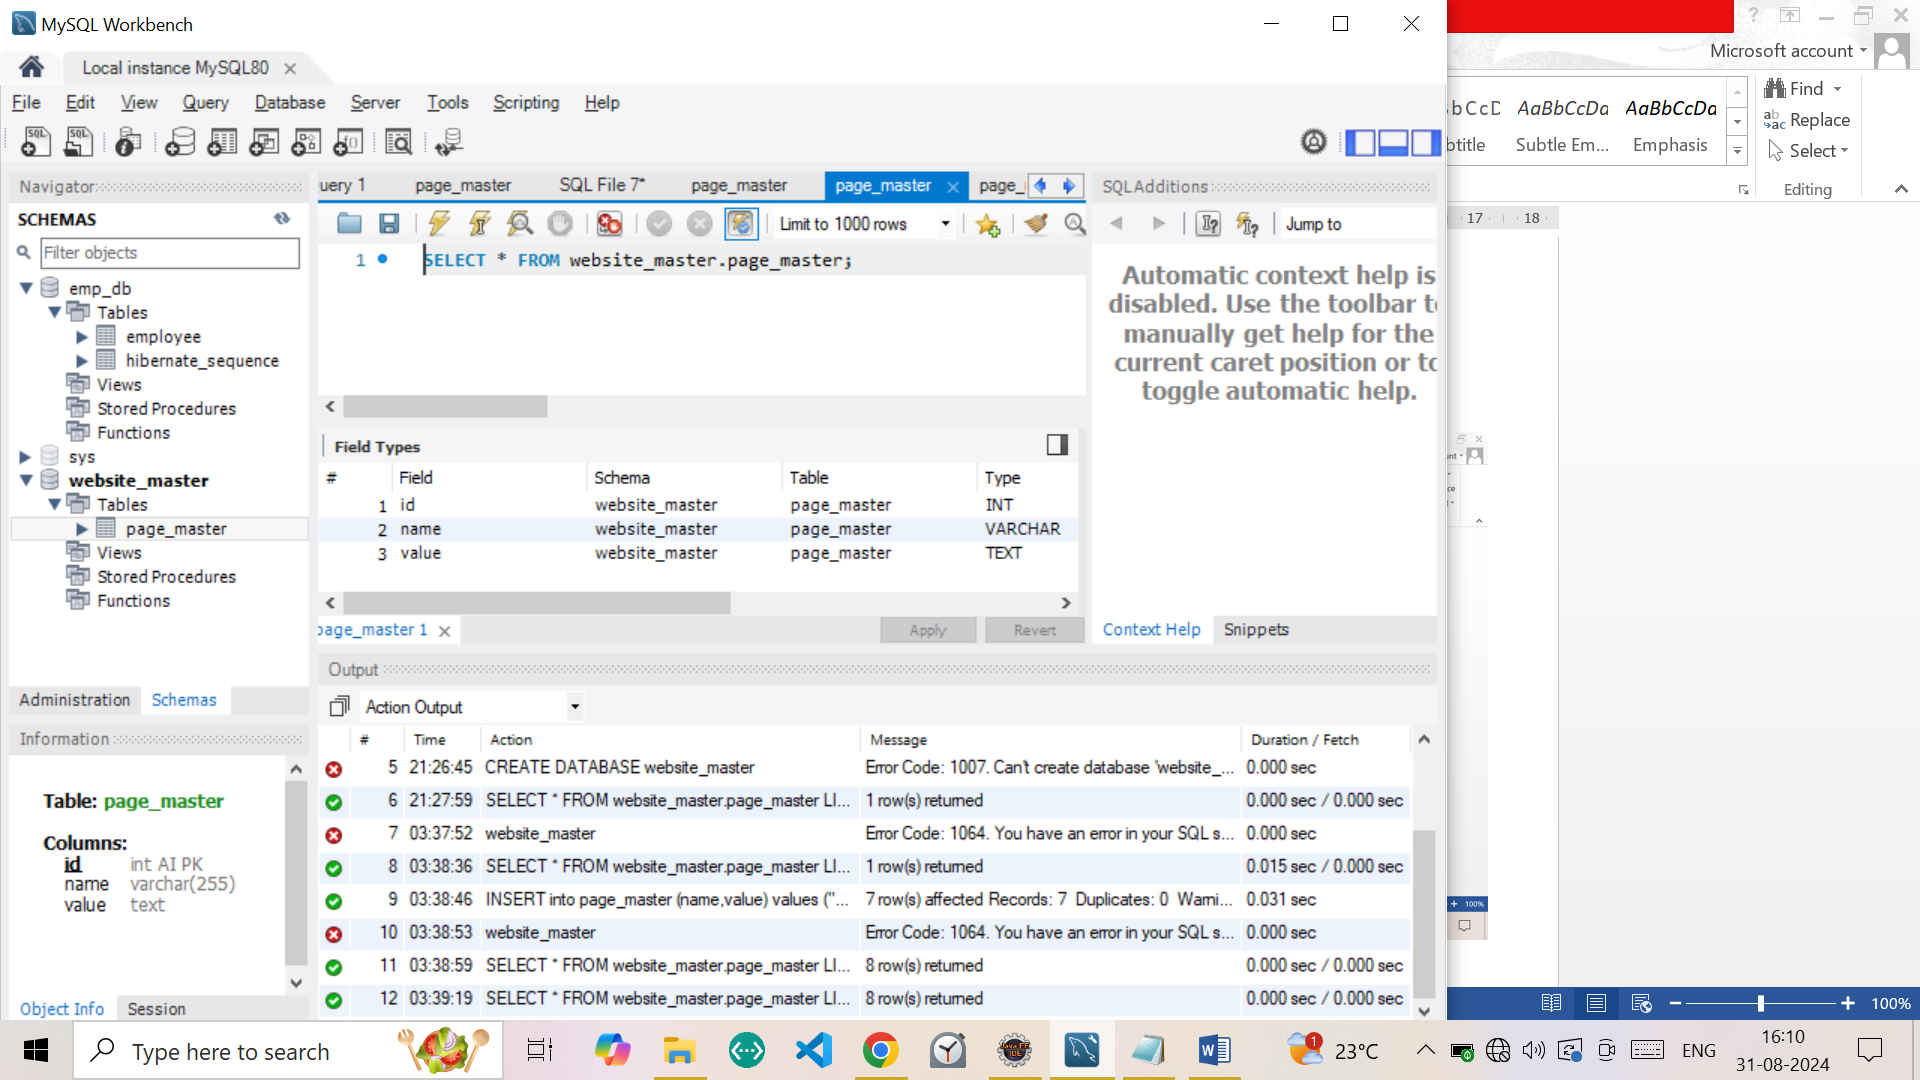 MySQL Workbench
Local instance MySQL80
File Edit View Query Database Server Tools Scripting Help
Navigator
SCHEMAS
Filter objects
emp_db
Tables
employee
hibernate_sequence
Views
Stored Procedures
Functions
sys
website_master
Tables
page_master
Views
Stored Procedures
Functions
Administration Schemas
Information
Table: page_master
Columns:
id int AI PK
name varchar(255)
value text
Object Info Session
uery 1 page_master SQL File 7* page_master page_master page_
Limit to 1000 rows
1 SELECT * FROM website_master.page_master;
Field Types
# Field Schema Table Type
1 id website_master page_master INT
2 name website_master page_master VARCHAR
3 value website_master page_master TEXT
page_master 1 Apply Revert
SQLAdditions
Jump to
Automatic context help is
disabled. Use the toolbar to
manually get help for the
current caret position or to
toggle automatic help.
Context Help Snippets
Output
Action Output
# Time Action Message Duration / Fetch
5 21:26:45 CREATE DATABASE website_master Error Code: 1007. Can't create database 'website_... 0.000 sec
6 21:27:59 SELECT * FROM website_master.page_master LI... 1 row(s) returned 0.000 sec / 0.000 sec
7 03:37:52 website_master Error Code: 1064. You have an error in your SQL s... 0.000 sec
8 03:38:36 SELECT * FROM website_master.page_master LI... 1 row(s) returned 0.015 sec / 0.000 sec
9 03:38:46 INSERT into page_master (name,value) values ("... 7 row(s) affected Records: 7 Duplicates: 0 Warni... 0.031 sec
10 03:38:53 website_master Error Code: 1064. You have an error in your SQL s... 0.000 sec
11 03:38:59 SELECT * FROM website_master.page_master LI... 8 row(s) returned 0.000 sec / 0.000 sec
12 03:39:19 SELECT * FROM website_master.page_master LI... 8 row(s) returned 0.000 sec / 0.000 sec
Microsoft account
bCcD AaBbCcDa AaBbCcDa
btitle Subtle Em... Emphasis
Find
Replace
Select
Editing
17 18
100%
100%
Type here to search
1 23°C
ENG
16:10
31-08-2024